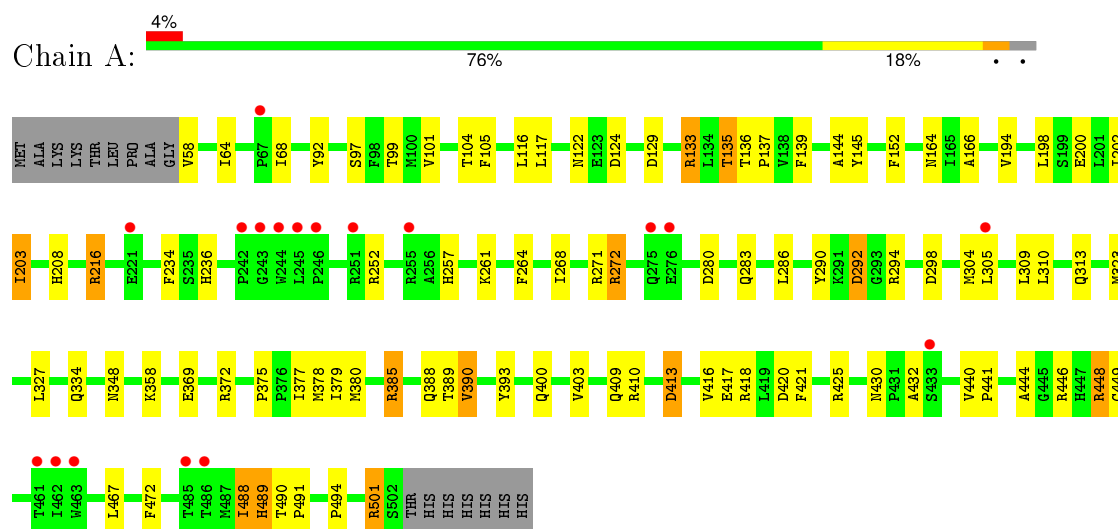 4%
Chain A:
76% 18% • •
MET ALA LYS LYS THR LEU PRO ALA GLY V58 I64 P67 I68 Y92 S97 F98 T99 M100 V101 T104 F105 L116 L117 N122 E123 D124 D129 R133 L134 T135 T136 P137 V138 F139 A144 Y145 F152 N164 I165 A166 V194 L198 S199 E200 L201 I202
I203 H208 R216 E221 F234 S235 H236 P242 G243 W244 L245 P246 R251 R252 R255 A256 H257 K261 F264 I268 R271 R272 Q275 E276 D280 Q283 L286 Y290 K291 D292 G293 R294 D298 M304 L305 L309 L310 Q313 M323
L327 Q334 N348 K358 E369 R372 P375 P376 I377 M378 I379 M380 R385 Q388 T389 V390 Y393 Q400 V403 Q409 R410 D413 V416 E417 R418 L419 D420 F421 R425 N430 P431 A432 S433 V440 P441 A444 G445 R446 H447 R448 C449
T461 I462 W463 L467 F472 T485 T486 M487 I488 H489 T490 P491 P494 R501 S502 THR HIS HIS HIS HIS HIS HIS